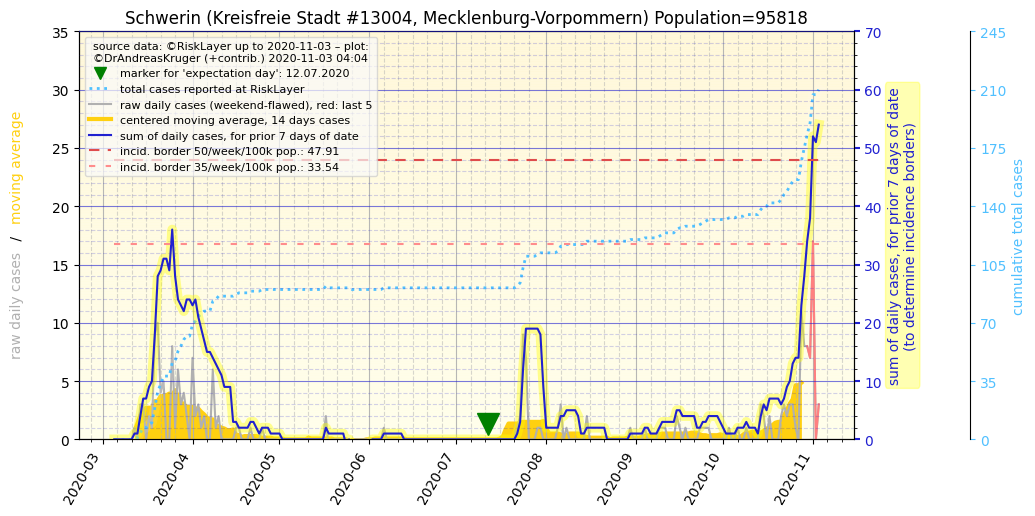 Schwerin (Kreisfreie Stadt #13004, Mecklenburg-Vorpommern) Population=95818
source data: ©RiskLayer up to 2020-11-03 – plot:
©DrAndreasKruger (+contrib.) 2020-11-03 04:04
marker for 'expectation day': 12.07.2020
total cases reported at RiskLayer
raw daily cases (weekend-flawed), red: last 5
centered moving average, 14 days cases
sum of daily cases, for prior 7 days of date
incid. border 50/week/100k pop.: 47.91
incid. border 35/week/100k pop.: 33.54
raw daily cases / moving average
35
30
25
20
15
10
5
0
70
60
50
40
30
20
10
0
sum of daily cases, for prior 7 days of date
(to determine incidence borders)
245
210
175
140
105
70
35
0
cumulative total cases
2020-03
2020-04
2020-05
2020-06
2020-07
2020-08
2020-09
2020-10
2020-11